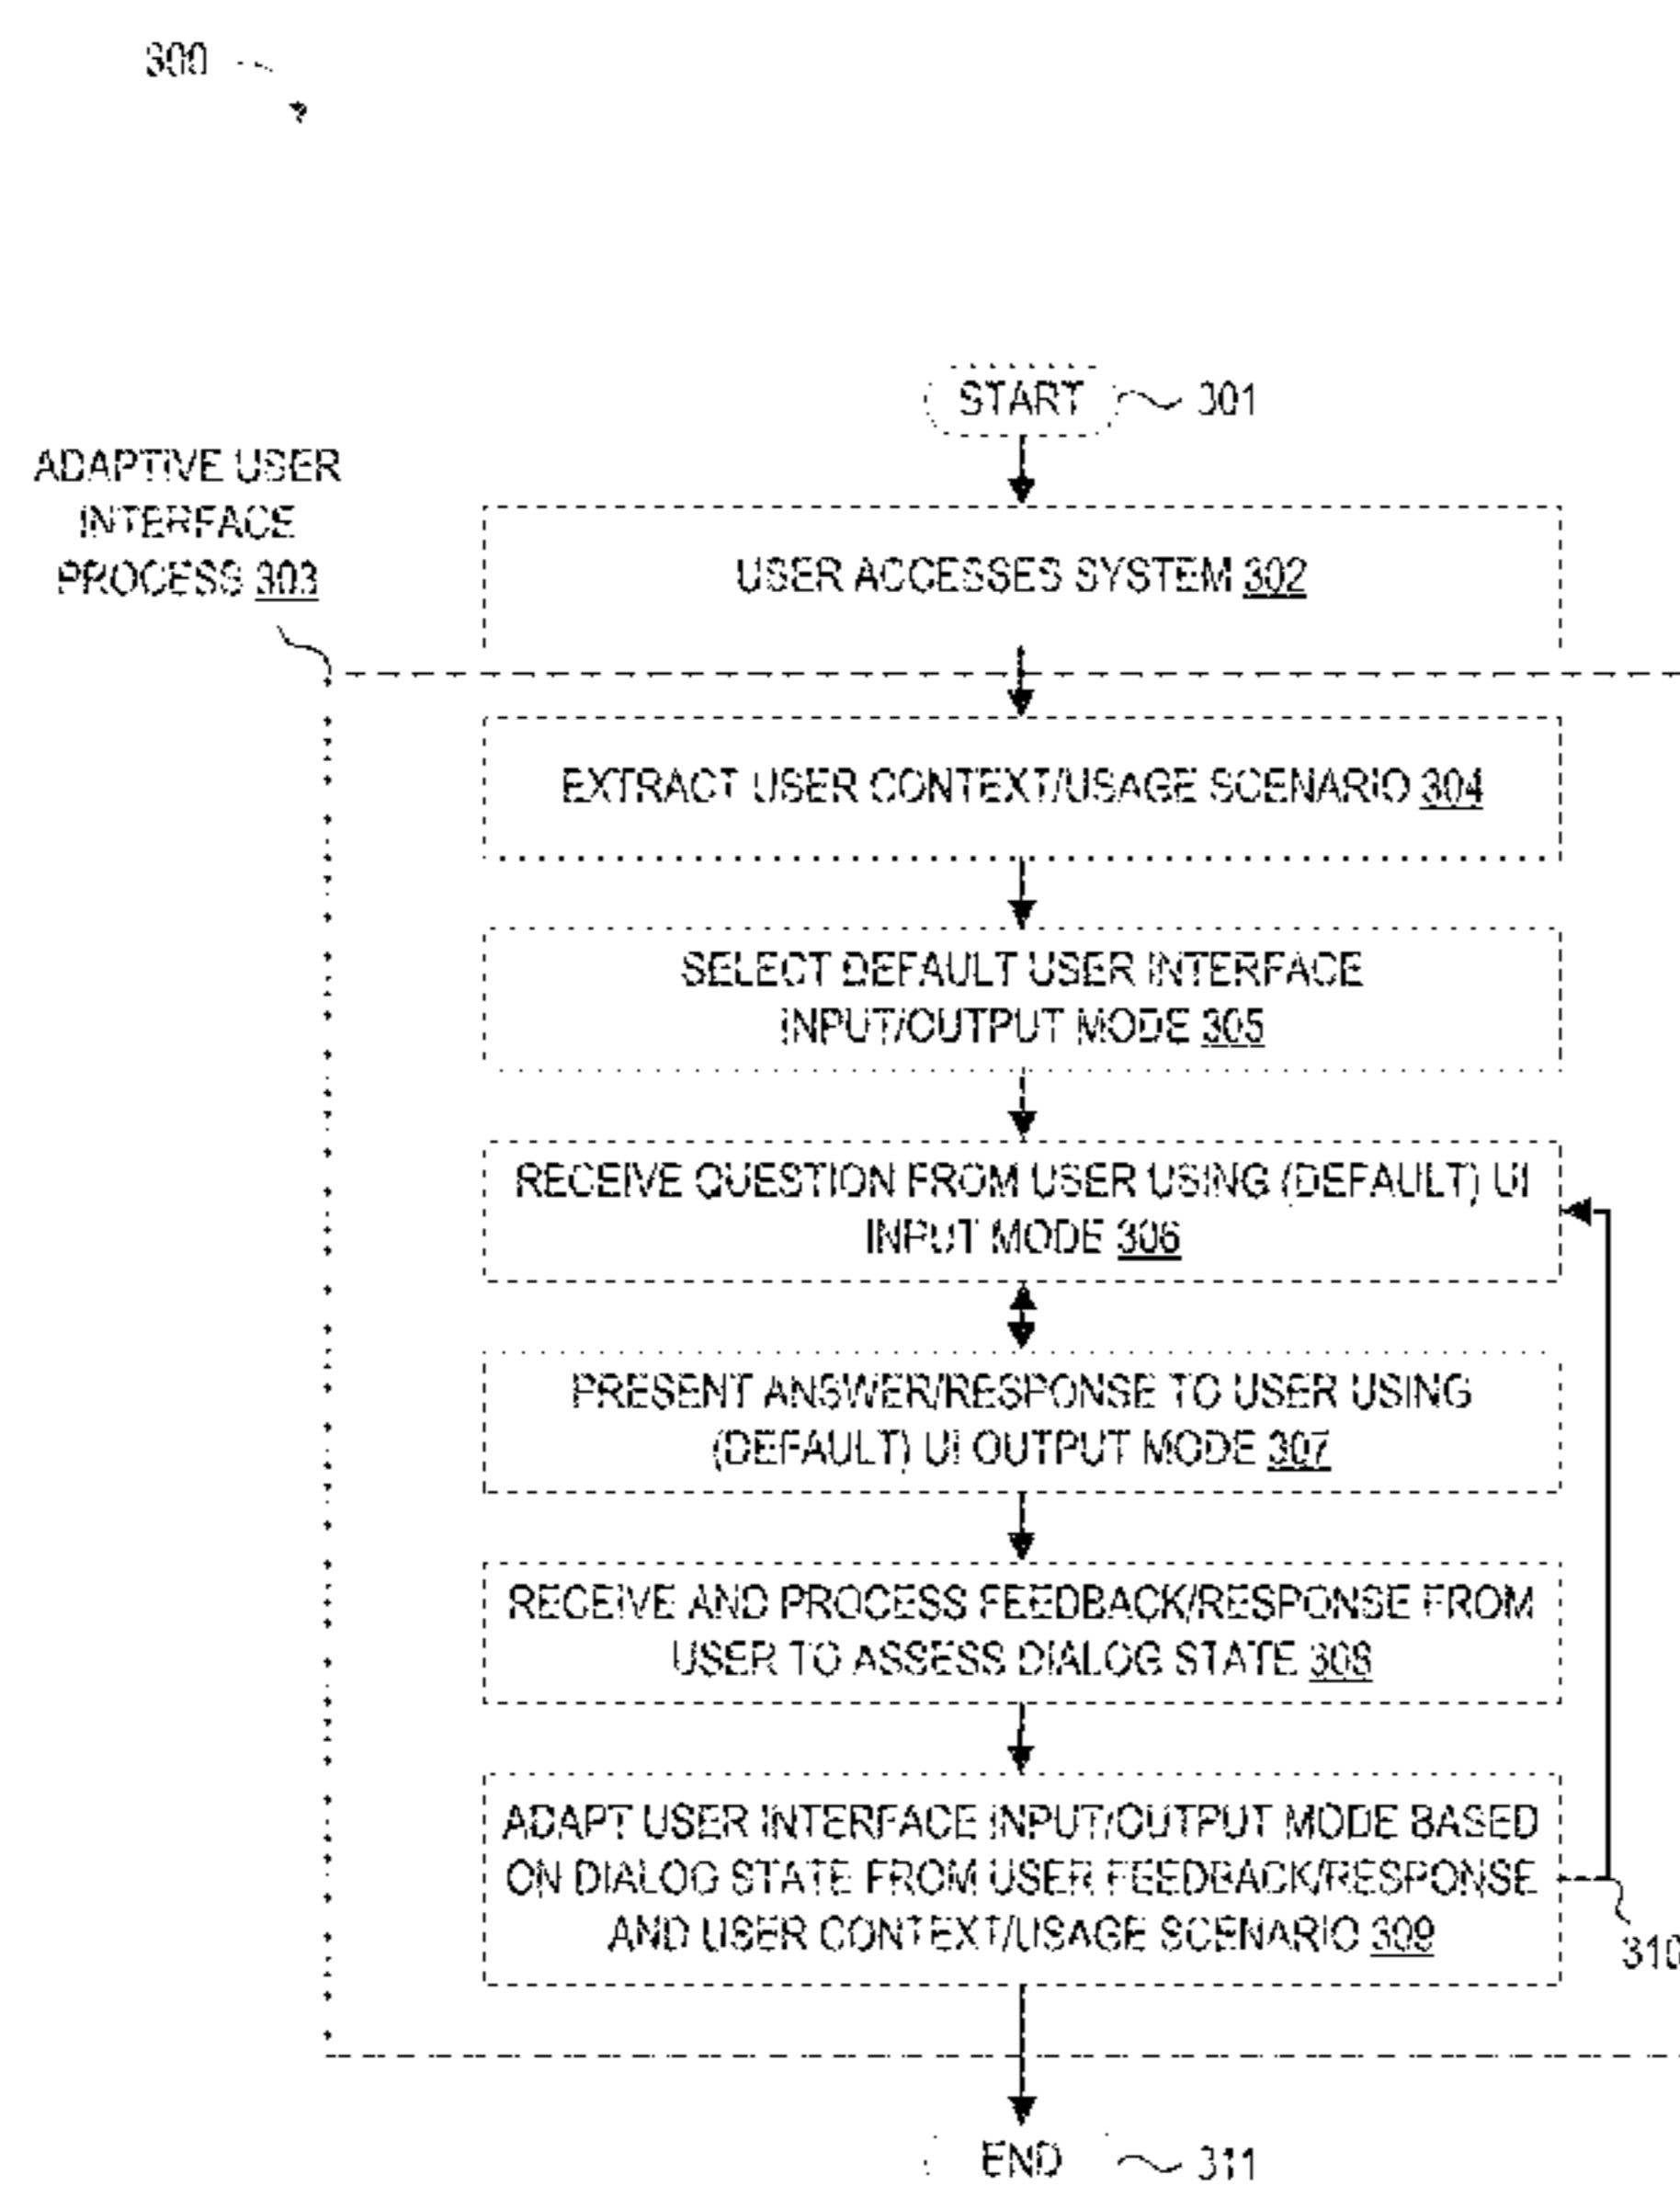 300
START 301
ADAPTIVE USER
INTERFACE
PROCESS 303
USER ACCESSES SYSTEM 302
EXTRACT USER CONTEXT/USAGE SCENARIO 304
SELECT DEFAULT USER INTERFACE
INPUT/OUTPUT MODE 305
RECEIVE QUESTION FROM USER USING (DEFAULT) UI
INPUT MODE 306
PRESENT ANSWER/RESPONSE TO USER USING
(DEFAULT) UI OUTPUT MODE 307
RECEIVE AND PROCESS FEEDBACK/RESPONSE FROM
USER TO ASSESS DIALOG STATE 308
ADAPT USER INTERFACE INPUT/OUTPUT MODE BASED
ON DIALOG STATE FROM USER FEEDBACK/RESPONSE
AND USER CONTEXT/USAGE SCENARIO 309
310
END 311